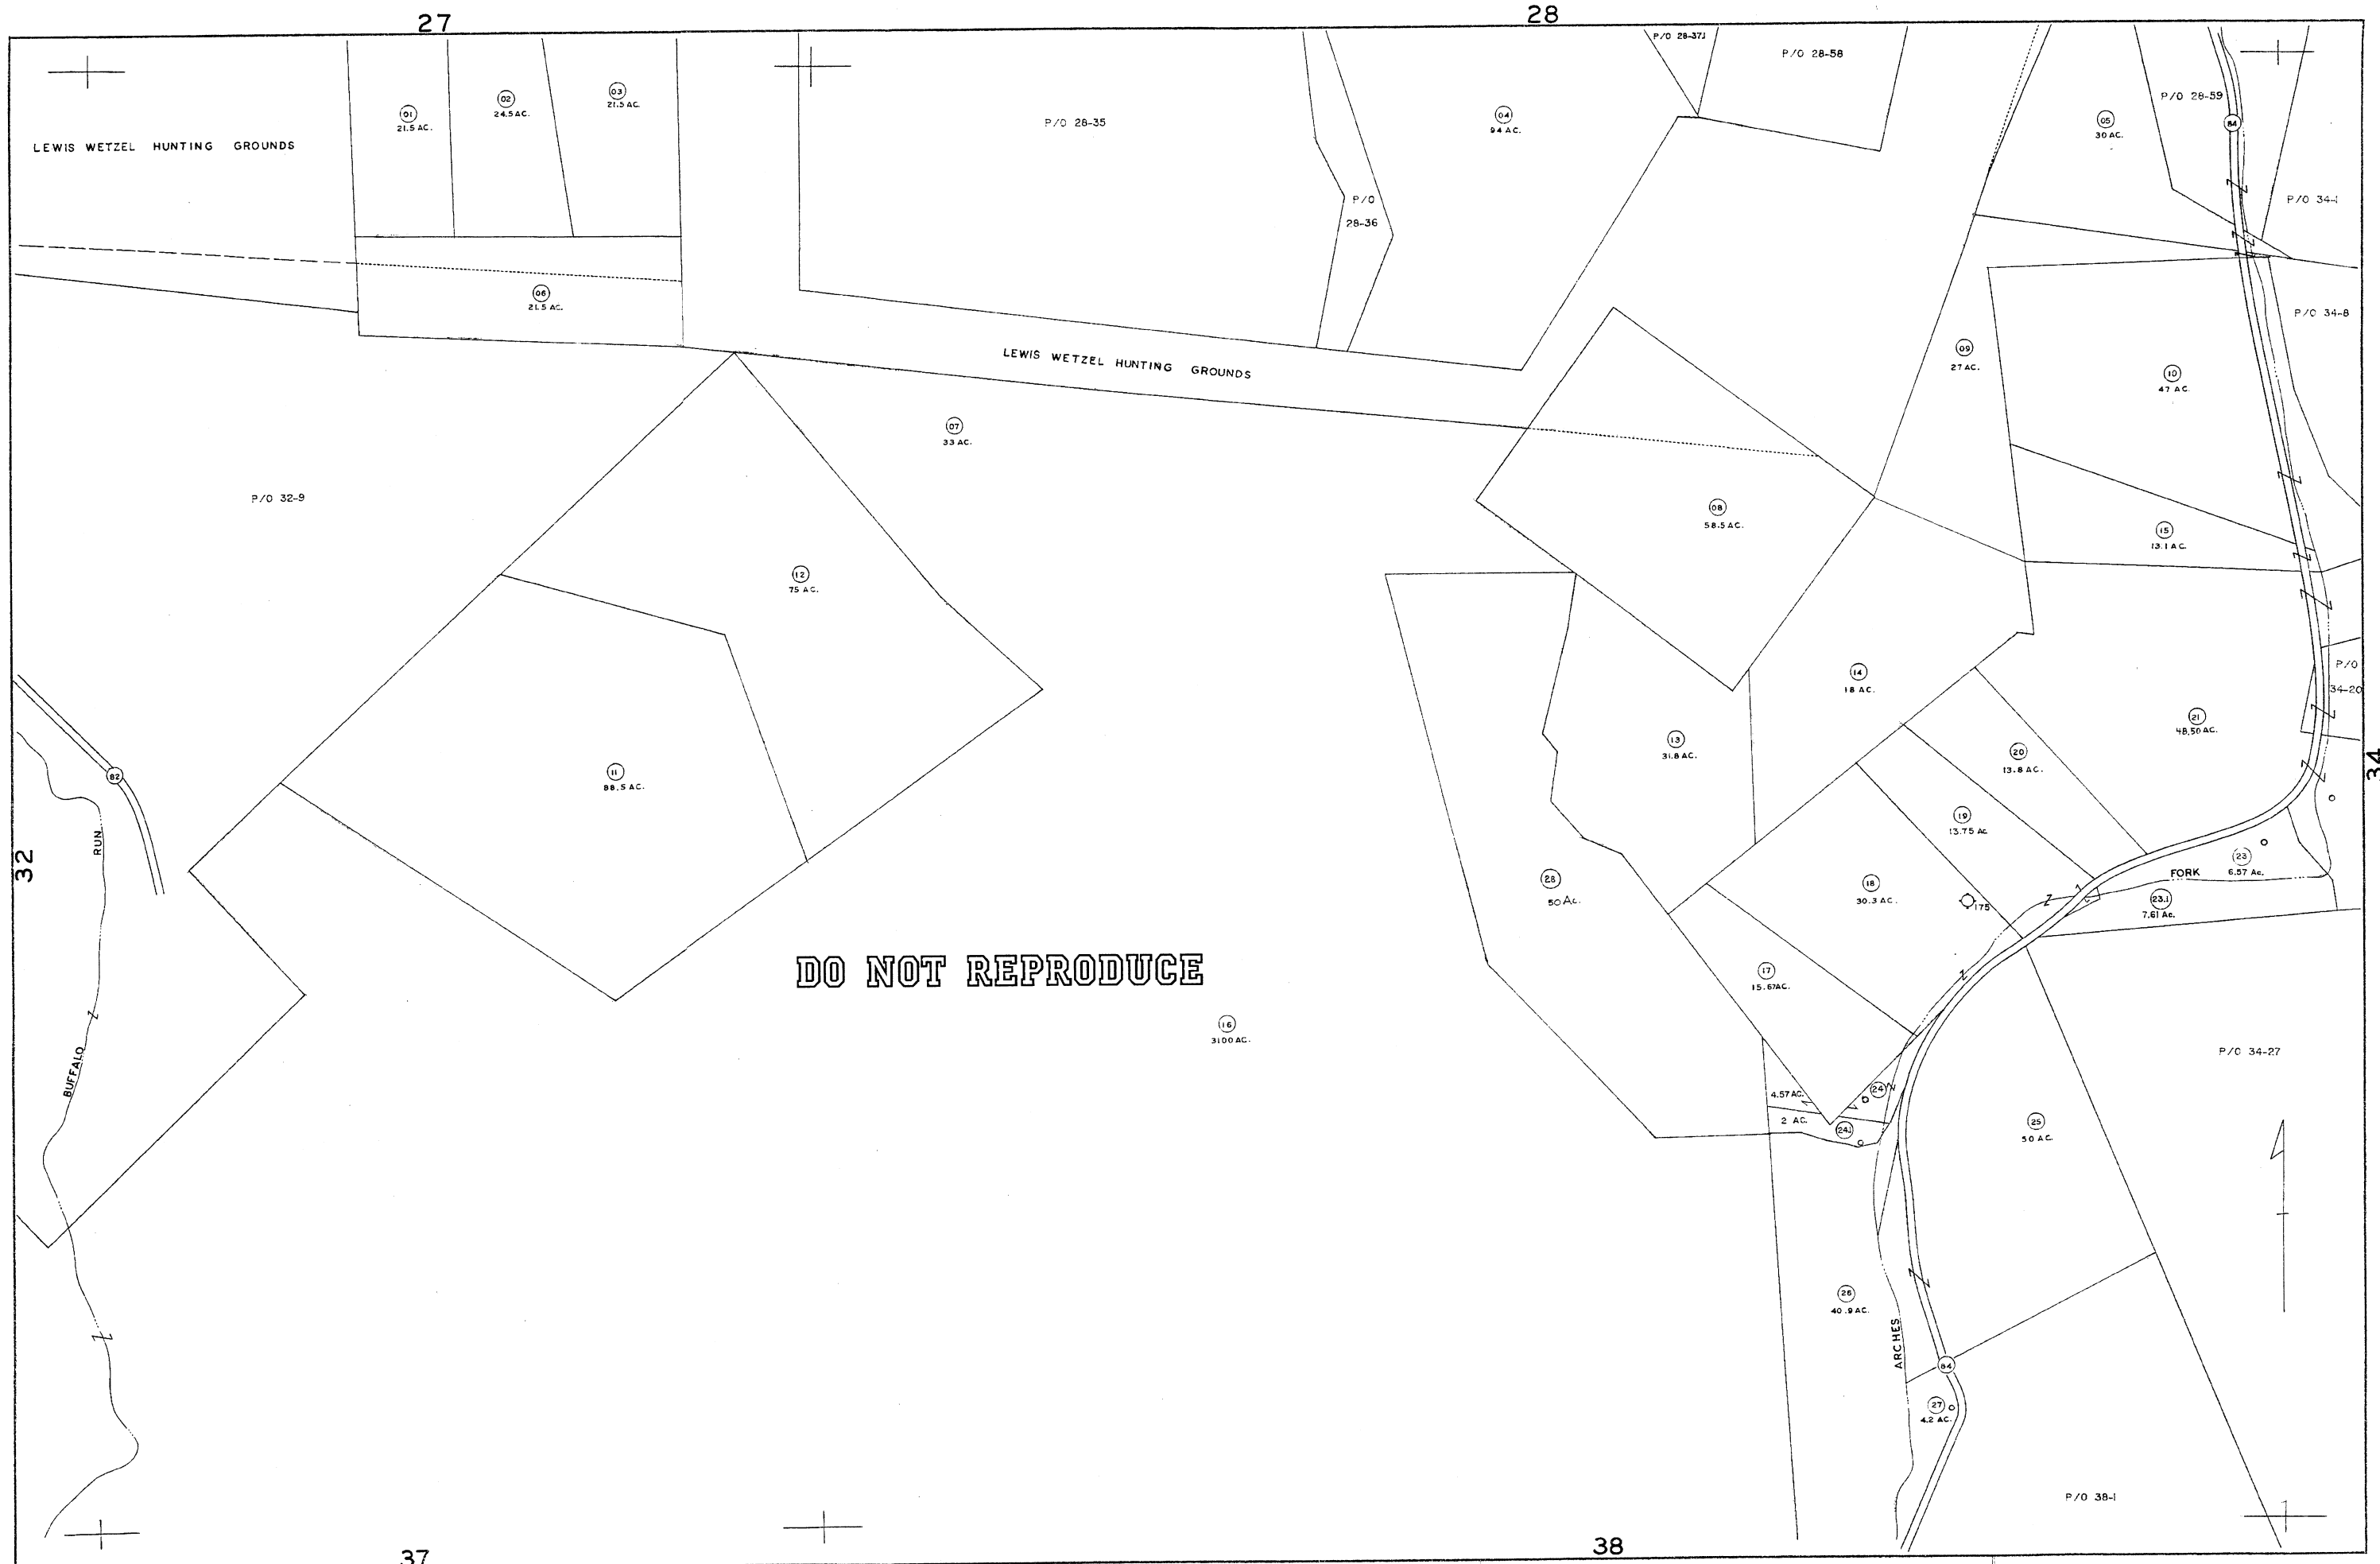 27
28
LEWIS WETZEL HUNTING GROUNDS
01
21.5 AC.
02
24.5 AC.
03
21.5 AC.
P/O 28-35
P/O
28-36
04
94 AC.
P/O 28-37.1
P/O 28-58
05
30 AC.
P/O 28-59
84
P/O 34-1
06
21.5 AC.
LEWIS WETZEL HUNTING GROUNDS
09
27 AC.
10
47 AC.
P/O 34-8
07
33 AC.
P/O 32-9
08
58.5 AC.
15
13.1 AC.
12
75 AC.
14
18 AC.
P/O
34-20
13
31.8 AC.
21
48.50 AC.
20
13.8 AC.
34
82
11
88.5 AC.
19
13.75 Ac
RUN
32
28
50 Ac.
18
30.3 AC.
175
FORK
23
6.57 Ac.
23.1
7.61 Ac.
DO NOT REPRODUCE
17
15.67 AC.
16
3100 AC.
P/O 34-27
BUFFALO
4.57 AC.
24
2 AC.
24.1
25
50 AC.
26
40.9 AC.
ARCHES
84
27
4.2 AC.
P/O 38-1
37
38